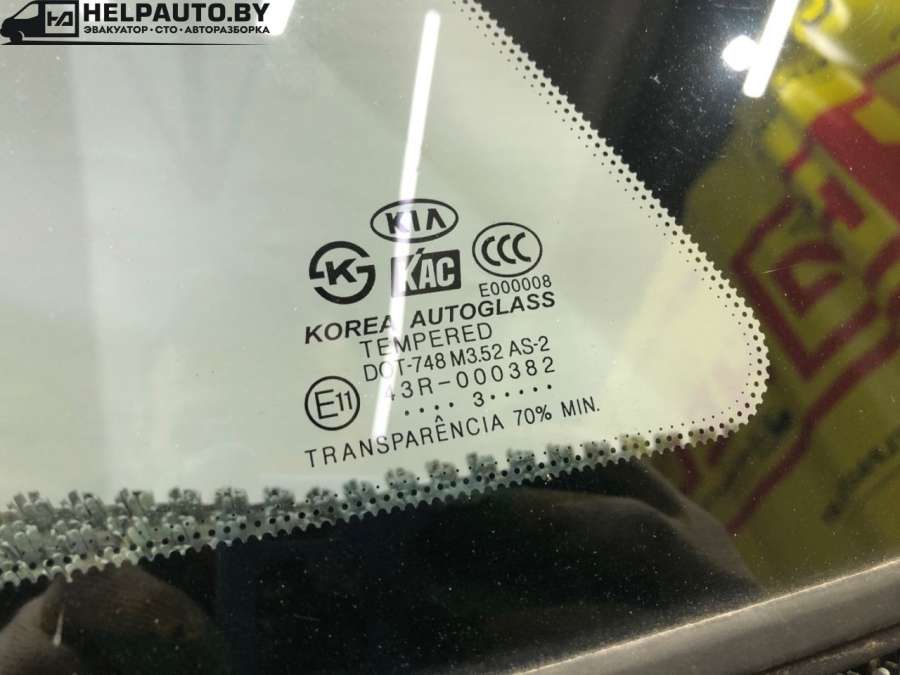 HELPAUTO.BY
ЭВАКУАТОР·СТО·АВТОРАЗБОРКА
KIA
K
KAC
CCC
E000008
KOREA AUTOGLASS
TEMPERED
DOT-748 M3.52 AS-2
E11
43R-000382
.... 3.....
TRANSPARÊNCIA 70% MIN.